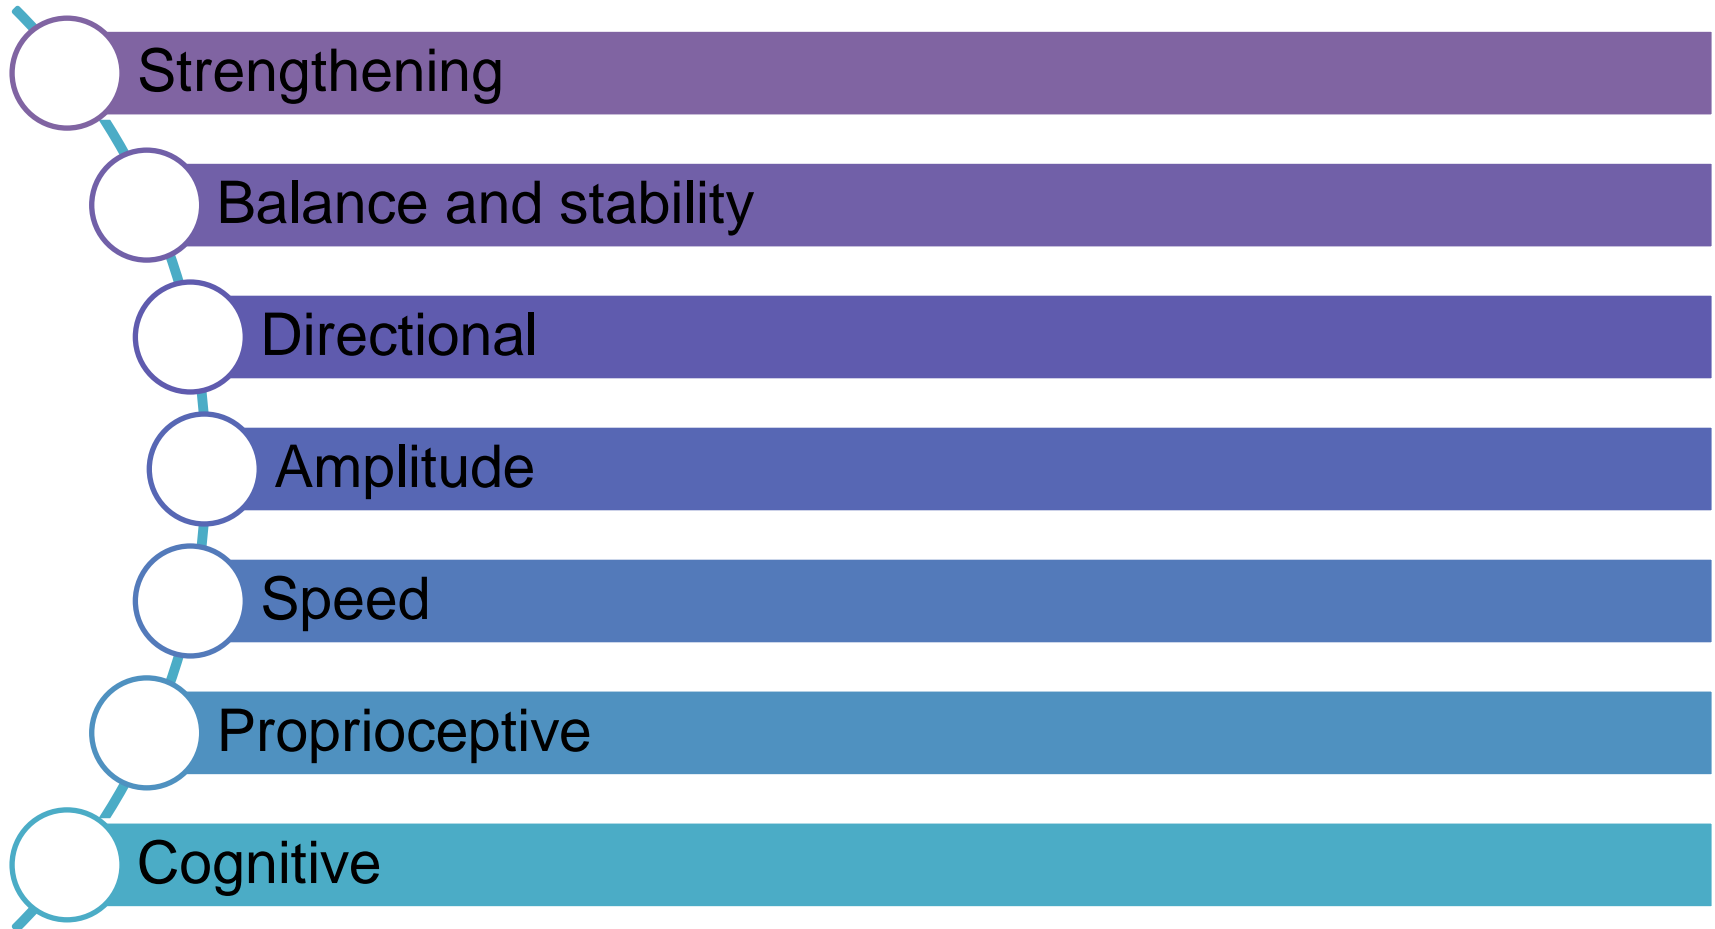 Strengthening
Balance and stability
Directional
Amplitude
Speed
Proprioceptive
Cognitive